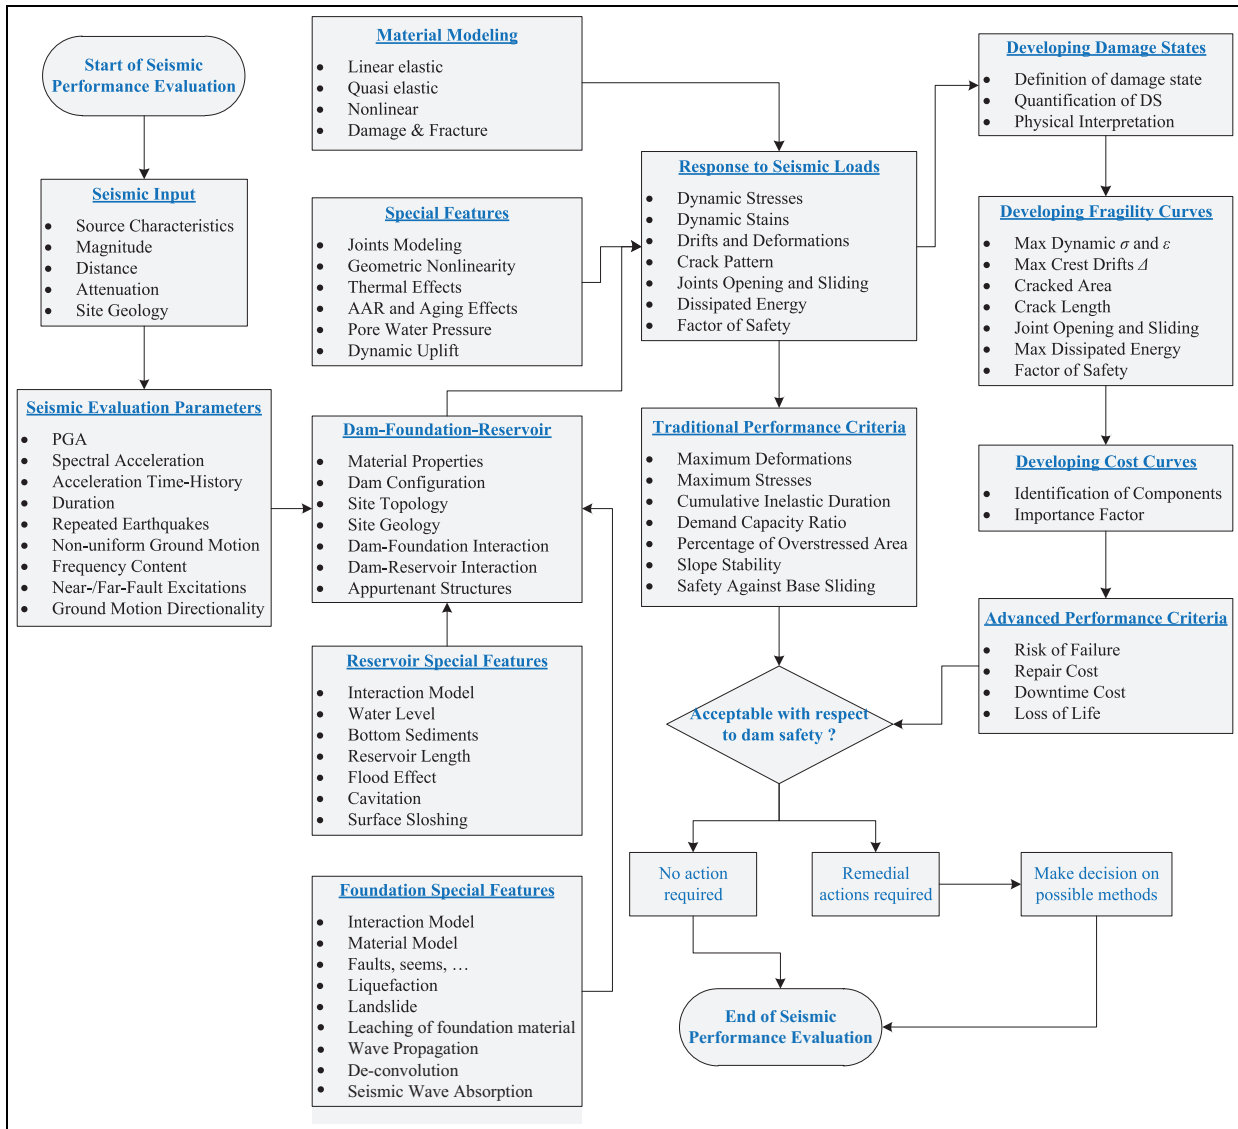 Start of Seismic
Performance Evaluation
Seismic Input
• Source Characteristics
• Magnitude
• Distance
• Attenuation
• Site Geology
Seismic Evaluation Parameters
• PGA
• Spectral Acceleration
• Acceleration Time-History
• Duration
• Repeated Earthquakes
• Non-uniform Ground Motion
• Frequency Content
• Near-/Far-Fault Excitations
• Ground Motion Directionality
Material Modeling
• Linear elastic
• Quasi elastic
• Nonlinear
• Damage & Fracture
Special Features
• Joints Modeling
• Geometric Nonlinearity
• Thermal Effects
• AAR and Aging Effects
• Pore Water Pressure
• Dynamic Uplift
Dam-Foundation-Reservoir
• Material Properties
• Dam Configuration
• Site Topology
• Site Geology
• Dam-Foundation Interaction
• Dam-Reservoir Interaction
• Appurtenant Structures
Reservoir Special Features
• Interaction Model
• Water Level
• Bottom Sediments
• Reservoir Length
• Flood Effect
• Cavitation
• Surface Sloshing
Foundation Special Features
• Interaction Model
• Material Model
• Faults, seems, …
• Liquefaction
• Landslide
• Leaching of foundation material
• Wave Propagation
• De-convolution
• Seismic Wave Absorption
Response to Seismic Loads
• Dynamic Stresses
• Dynamic Stains
• Drifts and Deformations
• Crack Pattern
• Joints Opening and Sliding
• Dissipated Energy
• Factor of Safety
Traditional Performance Criteria
• Maximum Deformations
• Maximum Stresses
• Cumulative Inelastic Duration
• Demand Capacity Ratio
• Percentage of Overstressed Area
• Slope Stability
• Safety Against Base Sliding
Developing Damage States
• Definition of damage state
• Quantification of DS
• Physical Interpretation
Developing Fragility Curves
• Max Dynamic σ and ε
• Max Crest Drifts Δ
• Cracked Area
• Crack Length
• Joint Opening and Sliding
• Max Dissipated Energy
• Factor of Safety
Developing Cost Curves
• Identification of Components
• Importance Factor
Advanced Performance Criteria
• Risk of Failure
• Repair Cost
• Downtime Cost
• Loss of Life
Acceptable with respect
to dam safety ?
No action
required
Remedial
actions required
Make decision on
possible methods
End of Seismic
Performance Evaluation